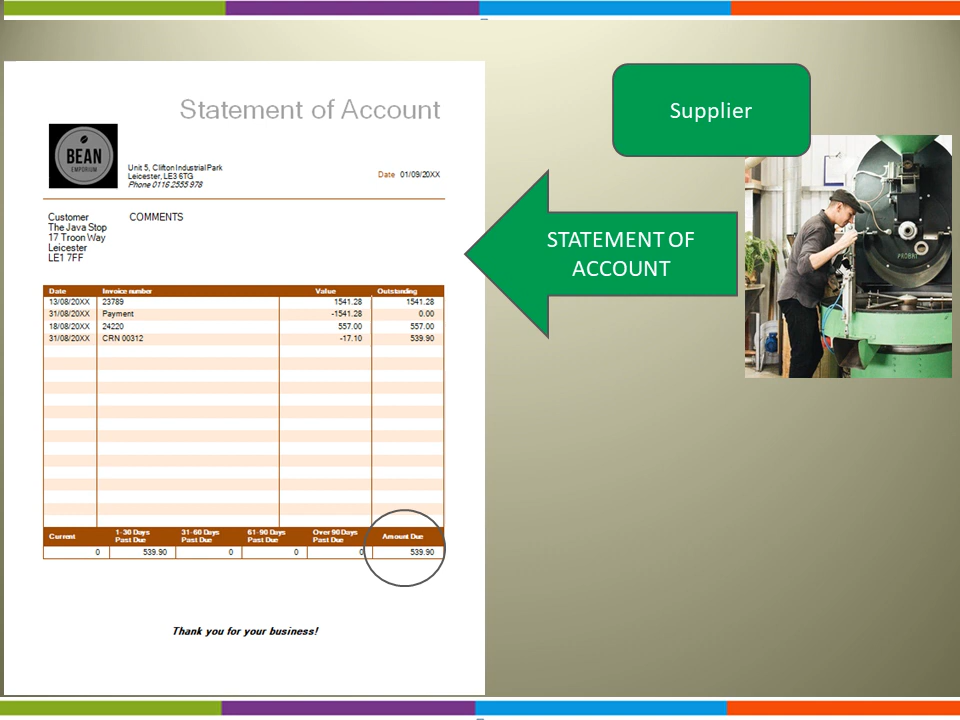 Statement of Account
BEAN
EMPORIUM
Unit 5, Clifton Industrial Park
Leicester, LE3 6TG
Phone 0116 2555 978
Date 01/09/20XX
Customer COMMENTS
The Java Stop
17 Troon Way
Leicester
LE1 7FF
Date Invoice number Value Outstanding
13/08/20XX 23789 1541.28 1541.28
31/08/20XX Payment -1541.28 0.00
18/08/20XX 24220 557.00 557.00
31/08/20XX CRN 00312 -17.10 539.90
Current 1-30 Days Past Due 31-60 Days Past Due 61-90 Days Past Due Over 90 Days Past Due Amount Due
0 539.90 0 0 0 539.90
Thank you for your business!
Supplier
STATEMENT OF
ACCOUNT
PROBAT